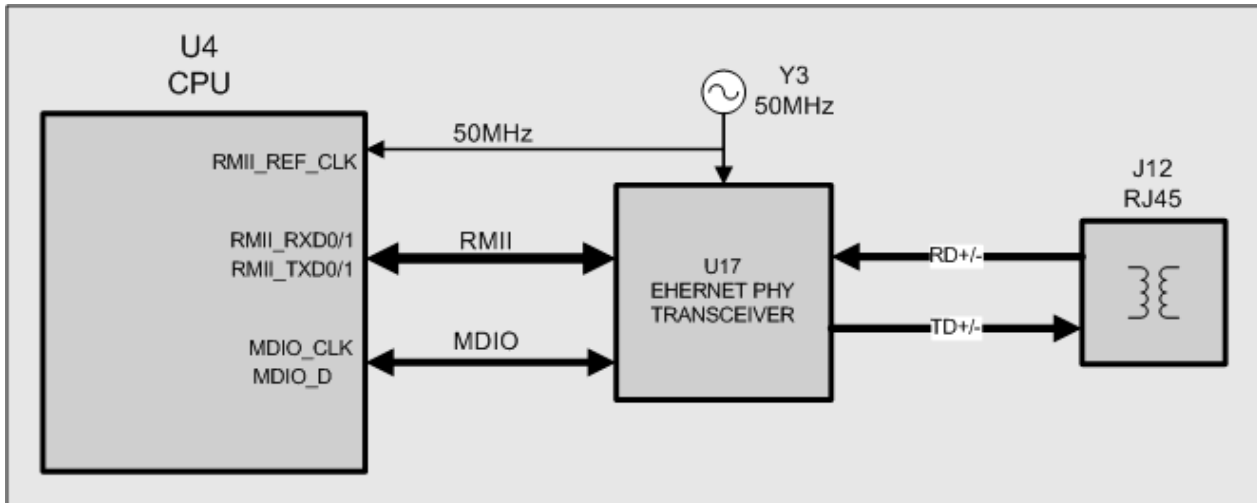 U4
CPU
Y3
50MHz
50MHz
RMII_REF_CLK
J12
RJ45
RMII_RXD0/1
RMII_TXD0/1
RMII
U17
EHERNET PHY
TRANSCEIVER
RD+/-
TD+/-
MDIO_CLK
MDIO_D
MDIO